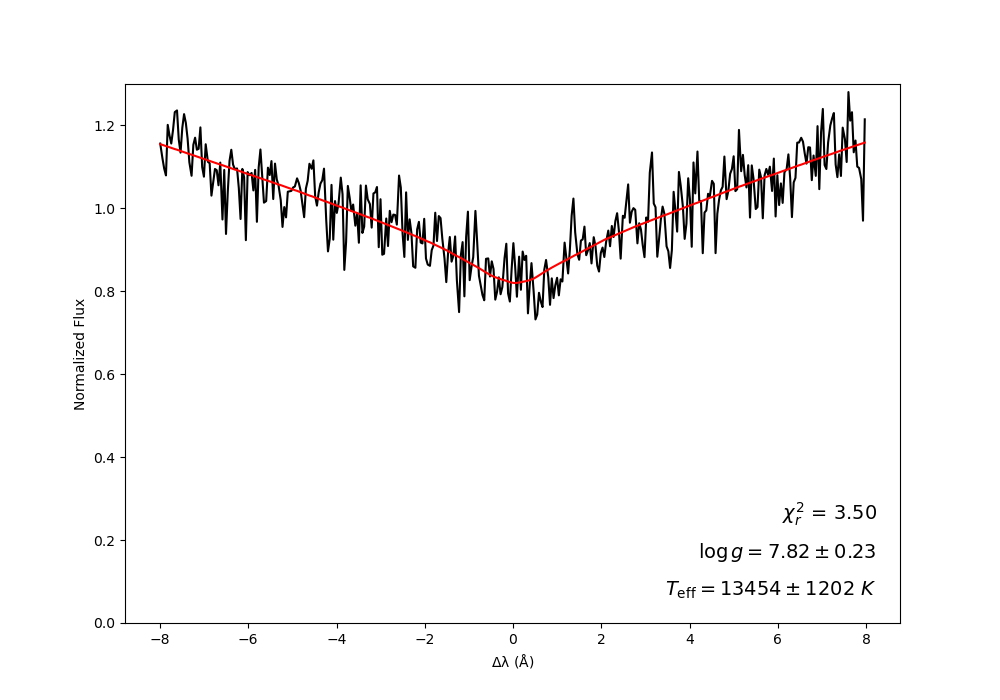 1.2
1.0
0.8
0.6
0.4
0.2
0.0
Normalized Flux
χ²ᵣ = 3.50
log g = 7.82 ± 0.23
T_eff = 13454 ± 1202 K
−8 −6 −4 −2 0 2 4 6 8
Δλ (Å)